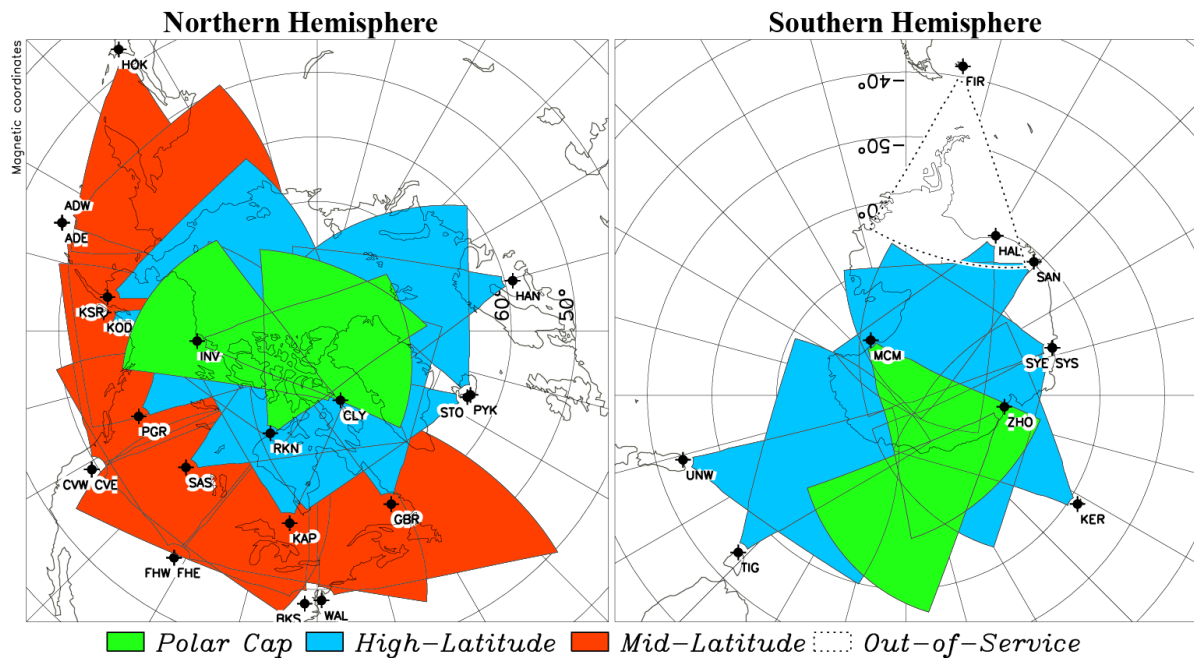 Northern Hemisphere
Southern Hemisphere
Magnetic coordinates
HOK
ADW
ADE
KSR
KOD
INV
HAN
60°
50°
CLY
STO
PYK
PGR
RKN
CVW CVE
SAS
KAP
GBR
FHW FHE
BKS
WAL
FIR
-40°
-50°
0°
HAL
SAN
MCM
SYE SYS
ZHO
UNW
KER
TIG
Polar Cap
High-Latitude
Mid-Latitude
Out-of-Service